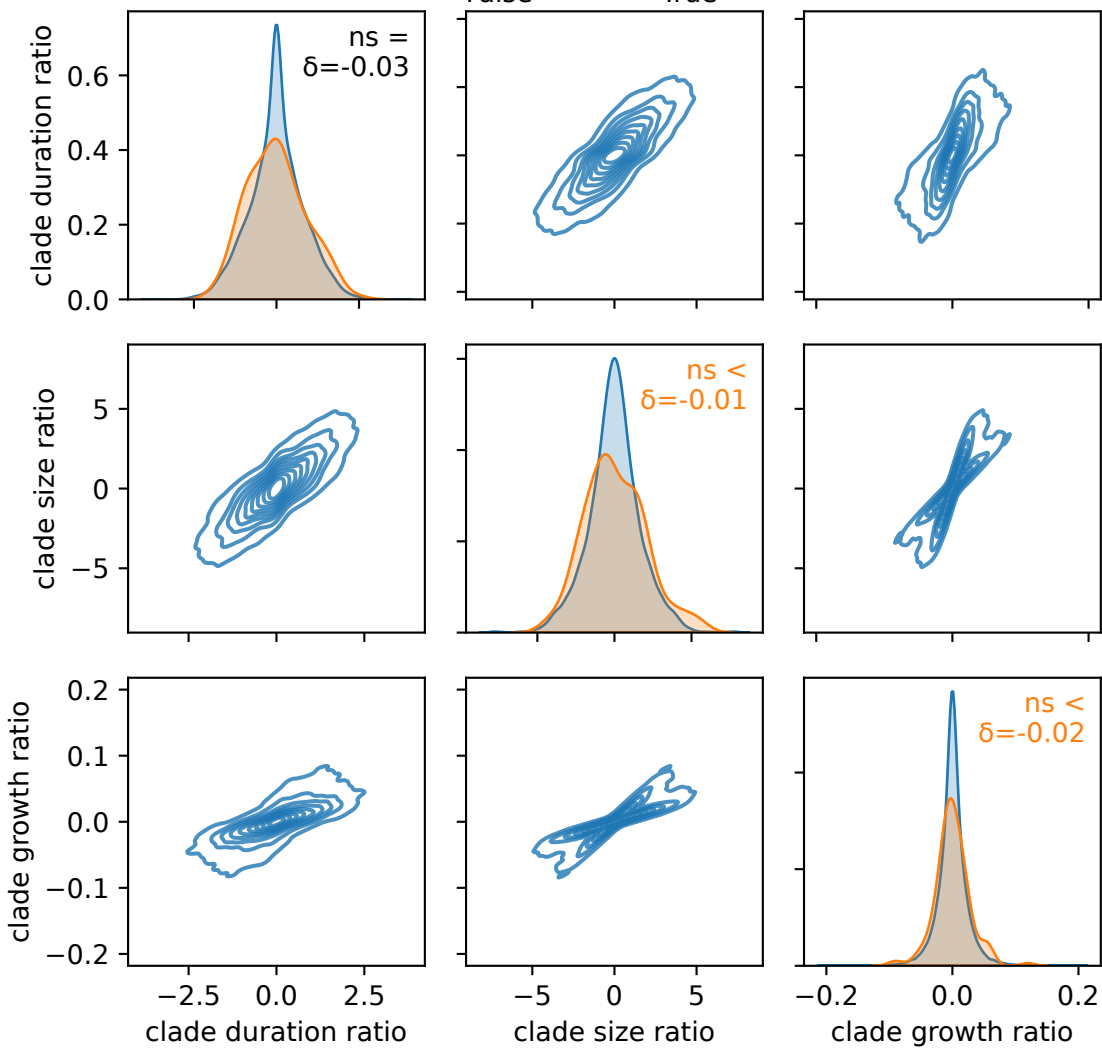 clade duration ratio
0.6
0.4
0.2
0.0
ns =
δ=-0.03
clade size ratio
5
0
−5
ns <
δ=-0.01
clade growth ratio
0.2
0.1
0.0
−0.1
−0.2
ns <
δ=-0.02
−2.5
0.0
2.5
−5
0
5
−0.2
0.0
0.2
clade duration ratio
clade size ratio
clade growth ratio